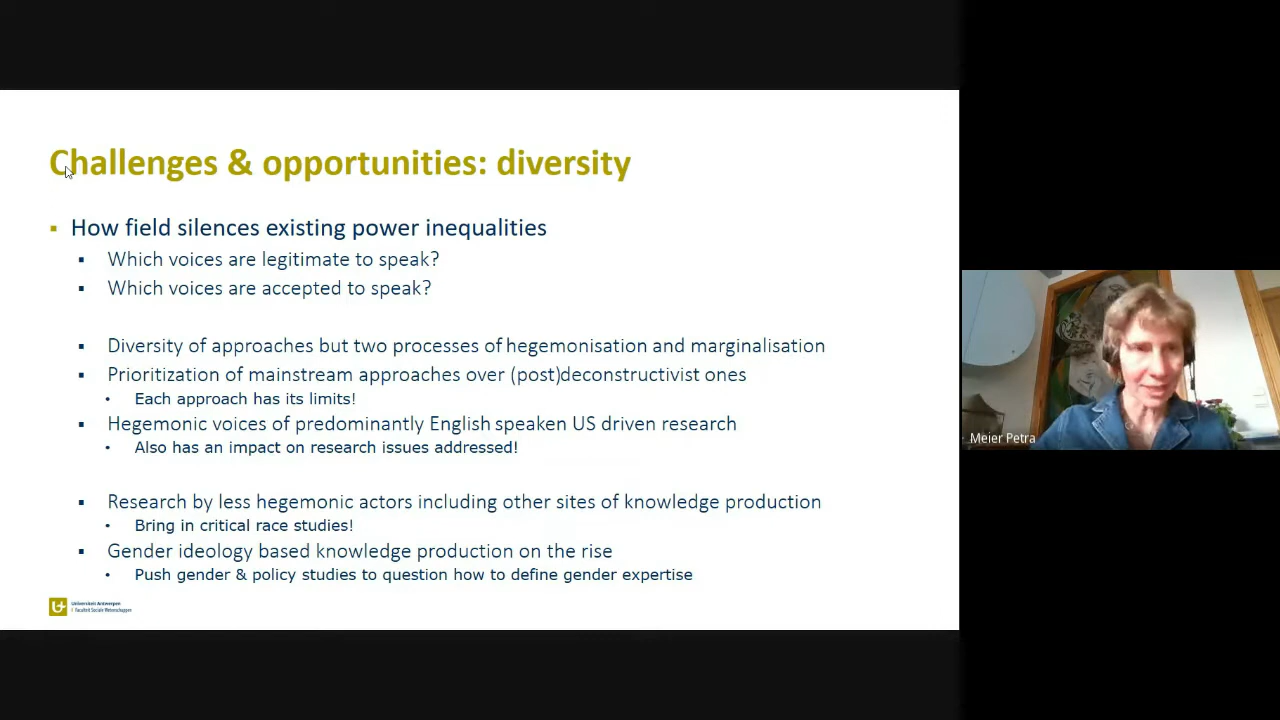 Challenges & opportunities: diversity
How field silences existing power inequalities
Which voices are legitimate to speak?
Which voices are accepted to speak?
Diversity of approaches but two processes of hegemonisation and marginalisation
Prioritization of mainstream approaches over (post)deconstructivist ones
Each approach has its limits!
Hegemonic voices of predominantly English speaken US driven research
Also has an impact on research issues addressed!
Research by less hegemonic actors including other sites of knowledge production
Bring in critical race studies!
Gender ideology based knowledge production on the rise
Push gender & policy studies to question how to define gender expertise
Universiteit Antwerpen
Faculteit Sociale Wetenschappen
Meier Petra